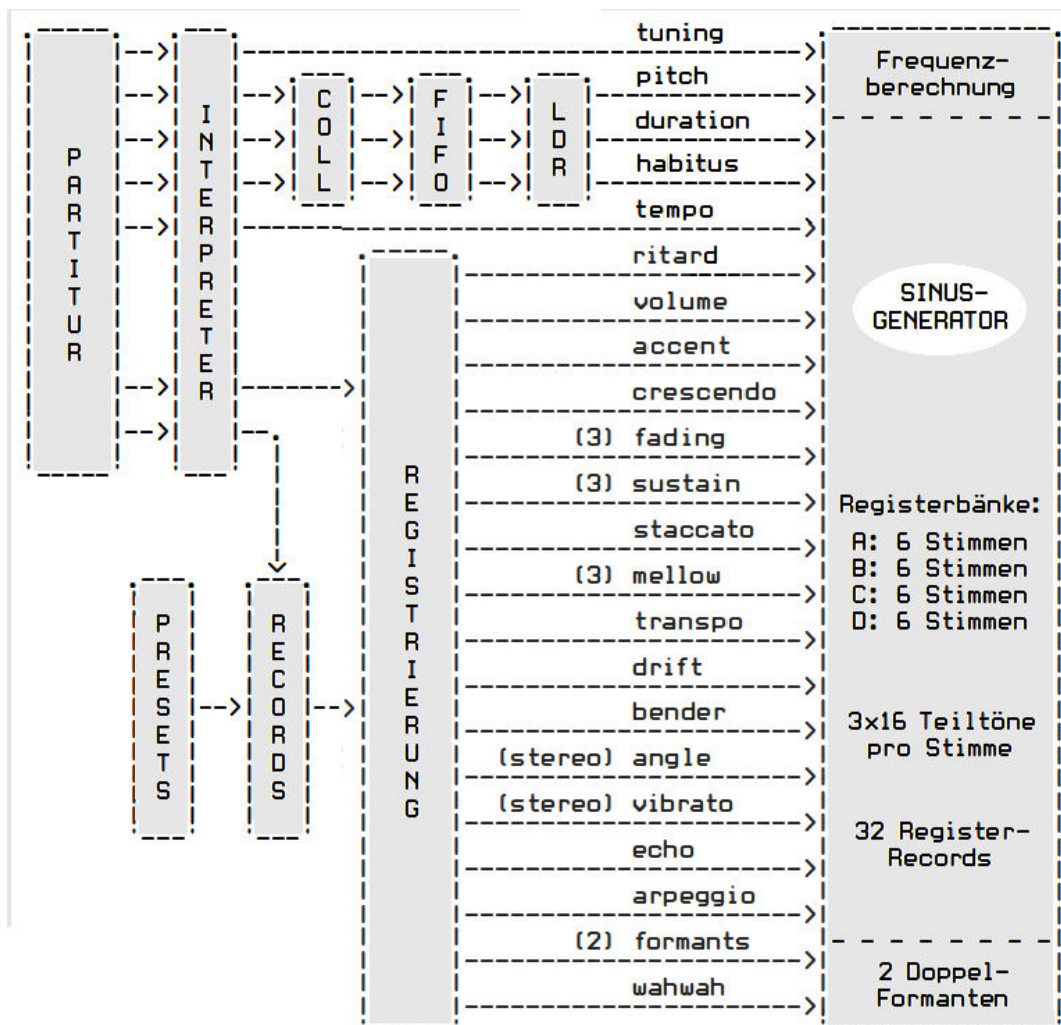 PARTITUR
INTERPRETER
COLL
FIFO
LDR
tuning
pitch
duration
habitus
tempo
PRESETS
RECORDS
REGISTRIERUNG
ritard
volume
accent
crescendo
(3) fading
(3) sustain
staccato
(3) mellow
transpo
drift
bender
(stereo) angle
(stereo) vibrato
echo
arpeggio
(2) formants
wahwah
Frequenz-
berechnung
SINUS-
GENERATOR
Registerbänke:
A: 6 Stimmen
B: 6 Stimmen
C: 6 Stimmen
D: 6 Stimmen
3x16 Teiltöne
pro Stimme
32 Register-
Records
2 Doppel-
Formanten